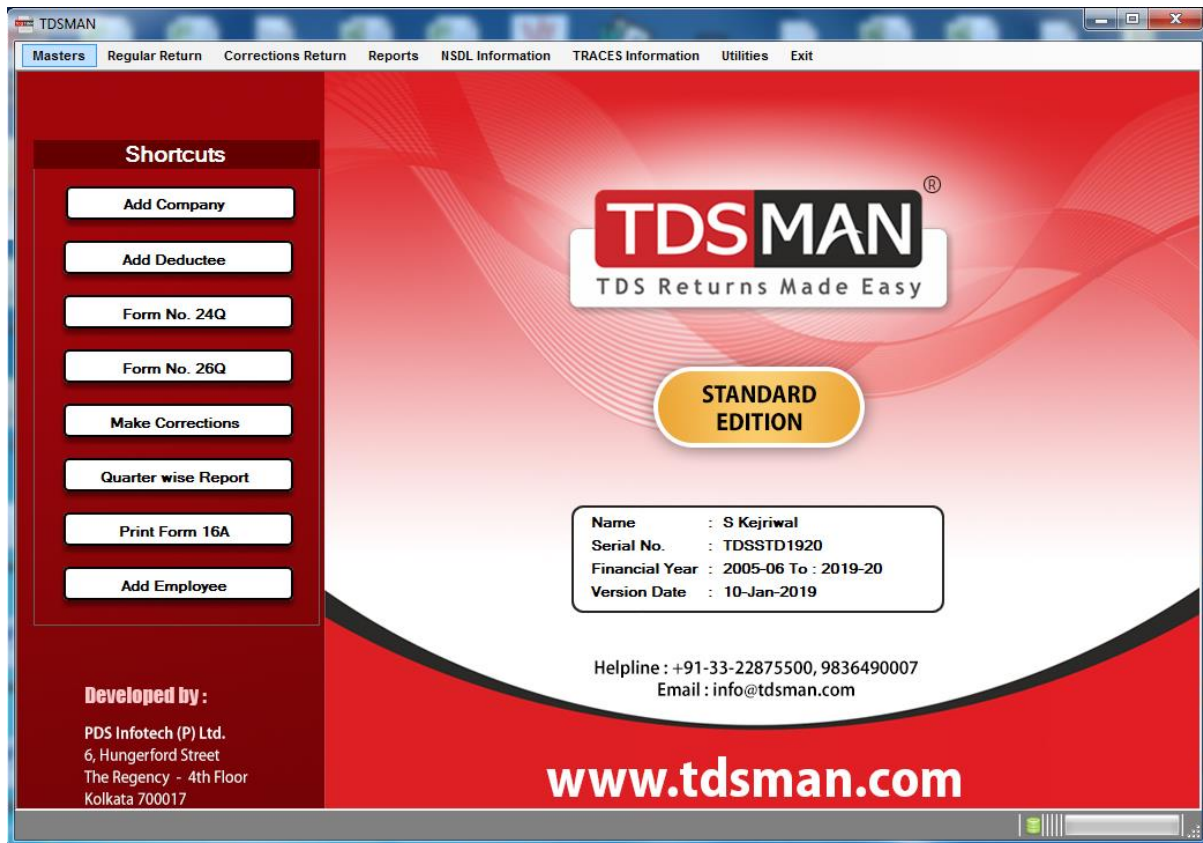 TDSMAN
Masters Regular Return Corrections Return Reports NSDL Information TRACES Information Utilities Exit
Shortcuts
Add Company
Add Deductee
Form No. 24Q
Form No. 26Q
Make Corrections
Quarter wise Report
Print Form 16A
Add Employee
Developed by :
PDS Infotech (P) Ltd.
6, Hungerford Street
The Regency - 4th Floor
Kolkata 700017
TDSMAN®
TDS Returns Made Easy
STANDARD
EDITION
Name : S Kejriwal
Serial No. : TDSSTD1920
Financial Year : 2005-06 To : 2019-20
Version Date : 10-Jan-2019
Helpline : +91-33-22875500, 9836490007
Email : info@tdsman.com
www.tdsman.com